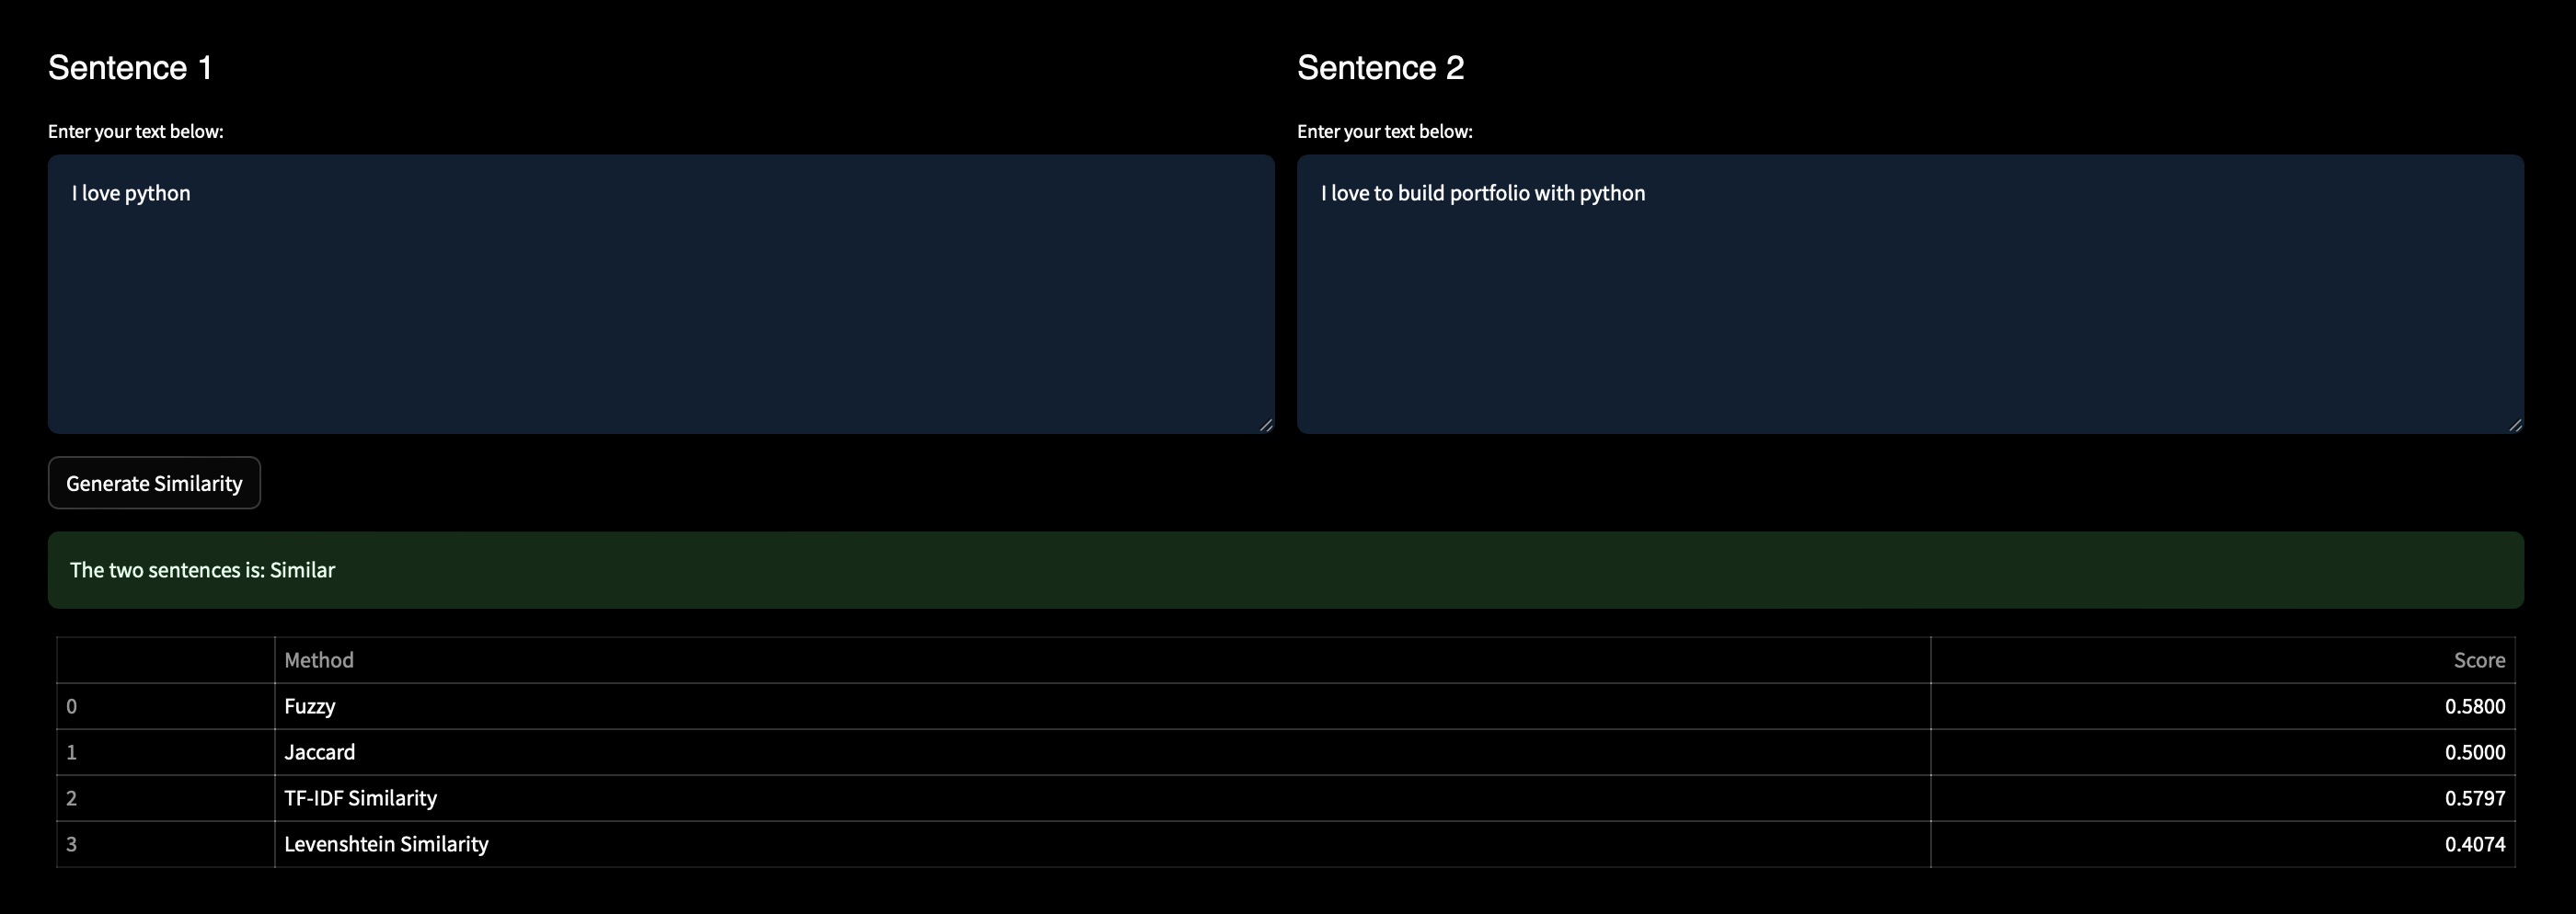 Sentence 1
Enter your text below:
I love python
Sentence 2
Enter your text below:
I love to build portfolio with python
Generate Similarity
The two sentences is: Similar
Method Score
0 Fuzzy 0.5800
1 Jaccard 0.5000
2 TF-IDF Similarity 0.5797
3 Levenshtein Similarity 0.4074